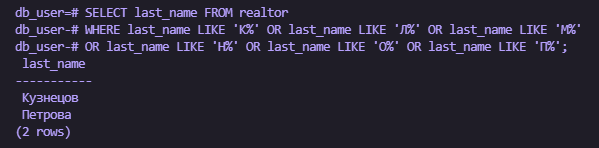 db_user=# SELECT last_name FROM realtor
db_user-# WHERE last_name LIKE 'К%' OR last_name LIKE 'Л%' OR last_name LIKE 'М%'
db_user-# OR last_name LIKE 'Н%' OR last_name LIKE 'О%' OR last_name LIKE 'П%';
last_name
-----------
Кузнецов
Петрова
(2 rows)